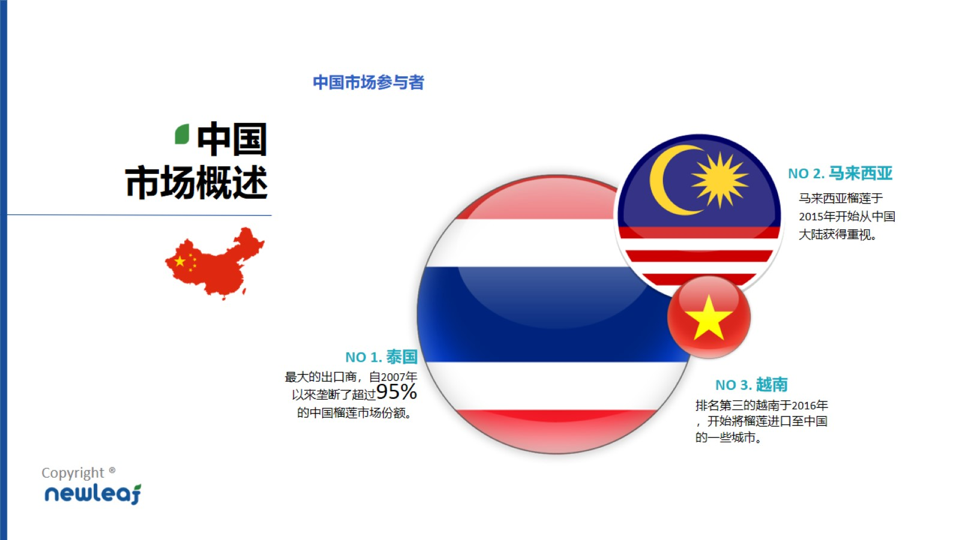 中国市场参与者
中国
市场概述
NO 2. 马来西亚
马来西亚榴莲于
2015年开始从中国
大陆获得重视。
NO 1. 泰国
最大的出口商，自2007年
以来垄断了超过95%
的中国榴莲市场份额。
NO 3. 越南
排名第三的越南于2016年
，开始將榴莲进口至中国
的一些城市。
Copyright ®
newleaf